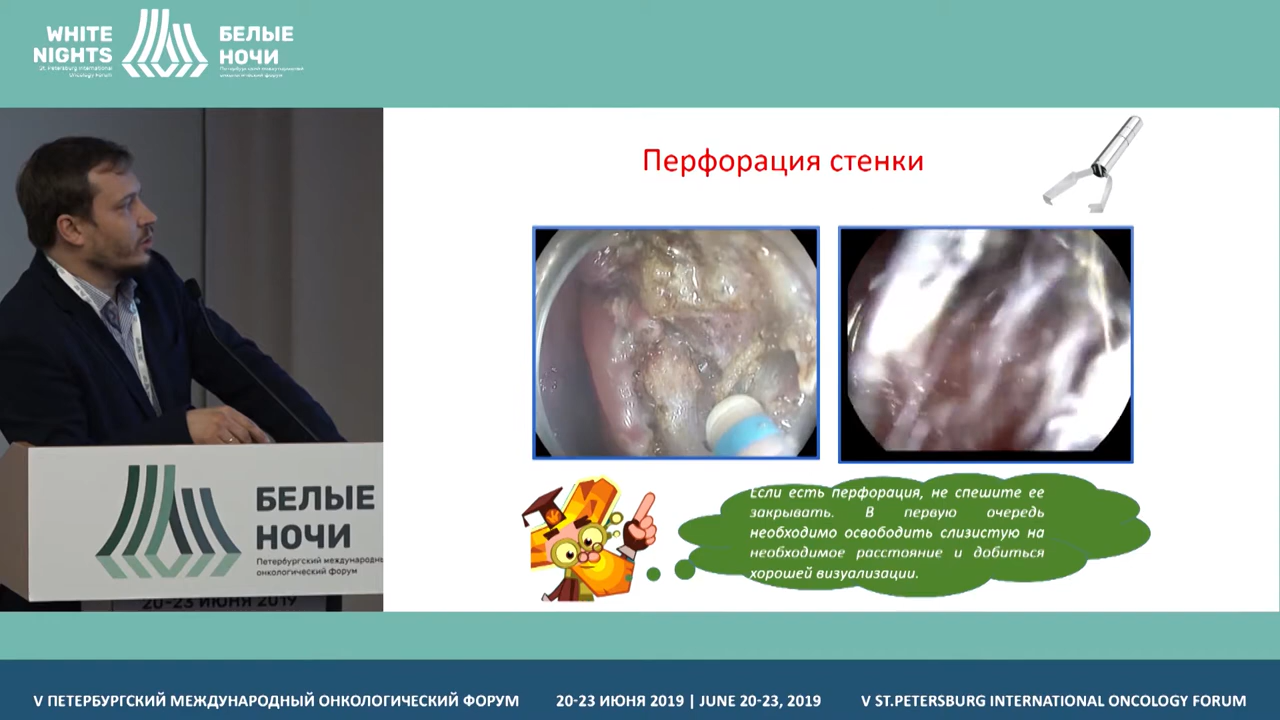 WHITE
NIGHTS
St. Petersburg International
Oncology Forum
БЕЛЫЕ
НОЧИ
Петербургский международный
онкологический форум
Перфорация стенки
Если есть перфорация, не спешите ее
закрывать. В первую очередь
необходимо освободить слизистую на
необходимое расстояние и добиться
хорошей визуализации.
БЕЛЫЕ
НОЧИ
Петербургский международн
онкологический форум
20-23 ИЮНЯ 2019
V ПЕТЕРБУРГСКИЙ МЕЖДУНАРОДНЫЙ ОНКОЛОГИЧЕСКИЙ ФОРУМ
20-23 ИЮНЯ 2019 | JUNE 20-23, 2019
V ST.PETERSBURG INTERNATIONAL ONCOLOGY FORUM